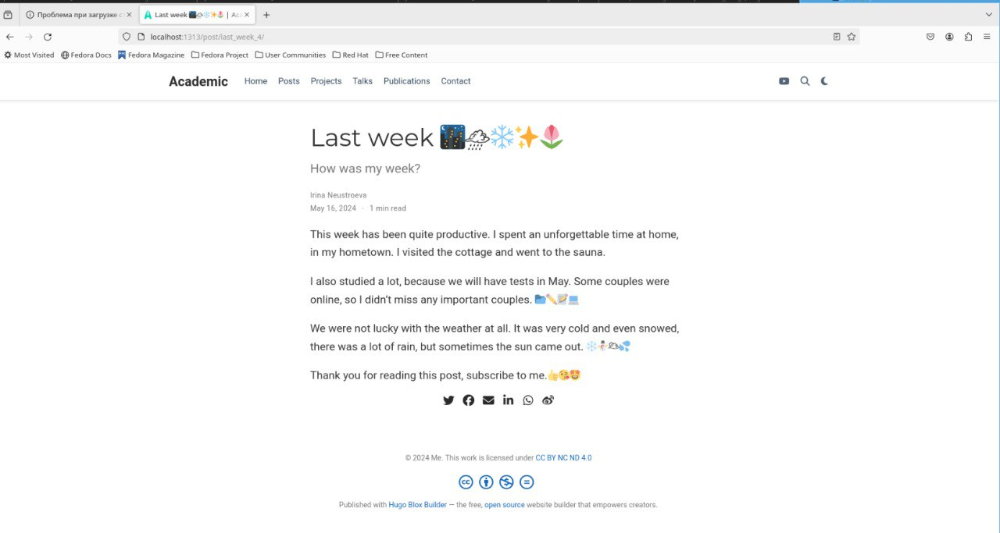 Проблема при загрузке с
Last week 🌃🌧❄✨🌷 | Aca
localhost:1313/post/last_week_4/
Most Visited Fedora Docs Fedora Magazine Fedora Project User Communities Red Hat Free Content
Academic Home Posts Projects Talks Publications Contact
Last week 🌃🌧❄✨🌷
How was my week?
Irina Neustroeva
May 16, 2024 · 1 min read
This week has been quite productive. I spent an unforgettable time at home,
in my hometown. I visited the cottage and went to the sauna.
I also studied a lot, because we will have tests in May. Some couples were
online, so I didn’t miss any important couples. 📂✏📝💻
We were not lucky with the weather at all. It was very cold and even snowed,
there was a lot of rain, but sometimes the sun came out. ❄⛄🌥💦
Thank you for reading this post, subscribe to me.👍😘🤩
© 2024 Me. This work is licensed under CC BY NC ND 4.0
Published with Hugo Blox Builder — the free, open source website builder that empowers creators.